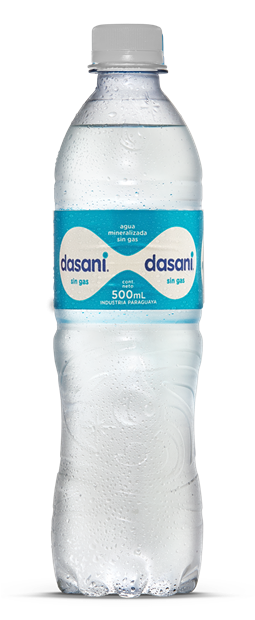 agua
mineralizada
sin gas
dasani.
sin gas
dasani
sin gas
cont.
neto
500mL
INDUSTRIA PARAGUAYA